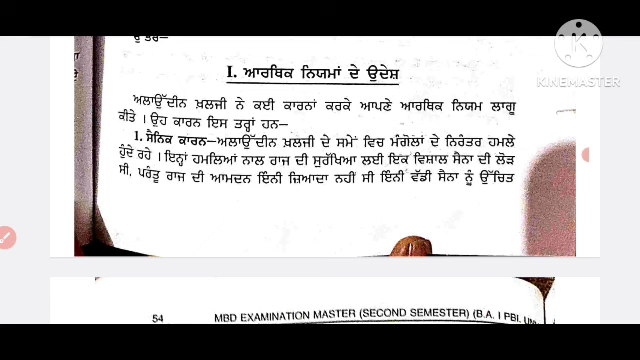 ਉੱਤਰ—
KINEMASTER
I. ਆਰਥਿਕ ਨਿਯਮਾਂ ਦੇ ਉਦੇਸ਼
ਅਲਾਉੱਦੀਨ ਖ਼ਲਜੀ ਨੇ ਕਈ ਕਾਰਨਾਂ ਕਰਕੇ ਆਪਣੇ ਆਰਥਿਕ ਨਿਯਮ ਲਾਗੂ
ਕੀਤੇ । ਉਹ ਕਾਰਨ ਇਸ ਤਰ੍ਹਾਂ ਹਨ—
1. ਸੈਨਿਕ ਕਾਰਨ—ਅਲਾਉੱਦੀਨ ਖ਼ਲਜੀ ਦੇ ਸਮੇਂ ਵਿਚ ਮੰਗੋਲਾਂ ਦੇ ਨਿਰੰਤਰ ਹਮਲੇ
ਹੁੰਦੇ ਰਹੇ । ਇਨ੍ਹਾਂ ਹਮਲਿਆਂ ਨਾਲ ਰਾਜ ਦੀ ਸੁਰੱਖਿਆ ਲਈ ਇਕ ਵਿਸ਼ਾਲ ਸੈਨਾ ਦੀ ਲੋੜ
ਸੀ, ਪਰੰਤੂ ਰਾਜ ਦੀ ਆਮਦਨ ਇੰਨੀ ਜ਼ਿਆਦਾ ਨਹੀਂ ਸੀ ਇੰਨੀ ਵੱਡੀ ਸੈਨਾ ਨੂੰ ਉੱਚਿਤ
54 MBD EXAMINATION MASTER (SECOND SEMESTER) (B.A. I PBI. UNI